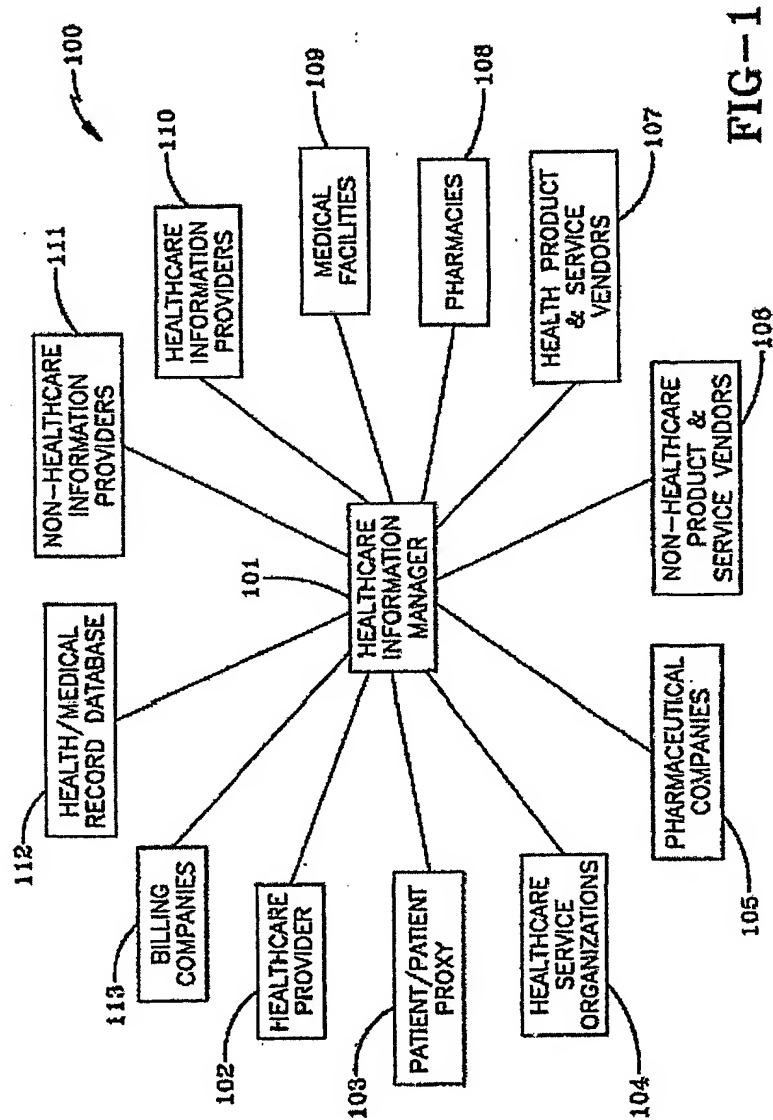 100
111
NON-HEALTHCARE
INFORMATION
PROVIDERS
110
HEALTHCARE
INFORMATION
PROVIDERS
109
MEDICAL
FACILITIES
108
PHARMACIES
107
HEALTH PRODUCT
& SERVICE
VENDORS
106
NON-HEALTHCARE
PRODUCT &
SERVICE VENDORS
105
PHARMACEUTICAL
COMPANIES
104
HEALTHCARE
SERVICE
ORGANIZATIONS
103
PATIENT/PATIENT
PROXY
102
HEALTHCARE
PROVIDER
113
BILLING
COMPANIES
112
HEALTH/MEDICAL
RECORD DATABASE
101
HEALTHCARE
INFORMATION
MANAGER
FIG-1